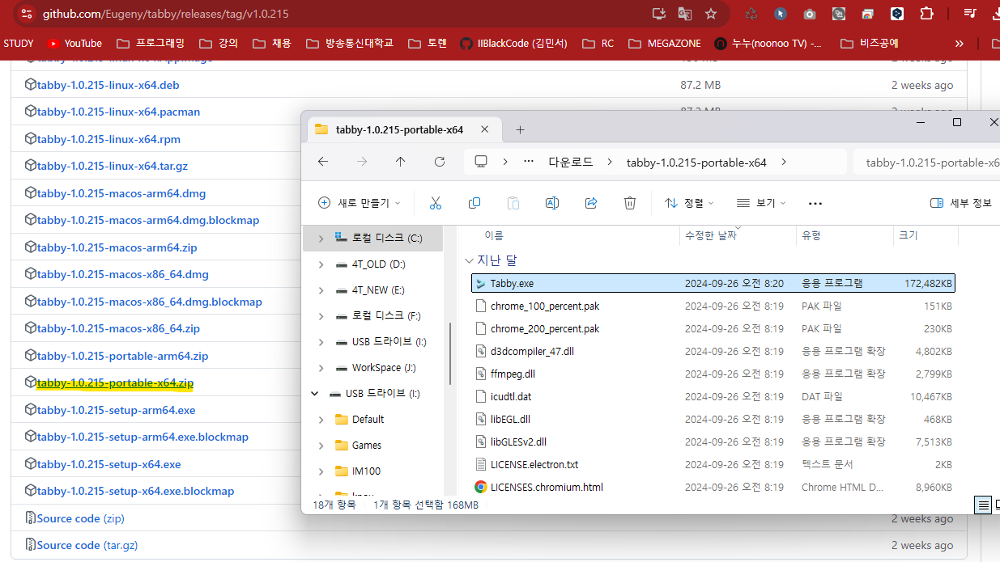 github.com/Eugeny/tabby/releases/tag/v1.0.215
STUDY YouTube 프로그래밍 강의 채용 방송통신대학교 토렌 IIBlackCode (김민서) RC MEGAZONE 누누(noonoo TV) -... 비즈공예 »
tabby-1.0.215-linux-x64.deb 87.2 MB 2 weeks ago
tabby-1.0.215-linux-x64.pacman
tabby-1.0.215-linux-x64.rpm
tabby-1.0.215-linux-x64.tar.gz
tabby-1.0.215-macos-arm64.dmg
tabby-1.0.215-macos-arm64.dmg.blockmap
tabby-1.0.215-macos-arm64.zip
tabby-1.0.215-macos-x86_64.dmg
tabby-1.0.215-macos-x86_64.dmg.blockmap
tabby-1.0.215-macos-x86_64.zip
tabby-1.0.215-portable-arm64.zip
tabby-1.0.215-portable-x64.zip
tabby-1.0.215-setup-arm64.exe
tabby-1.0.215-setup-arm64.exe.blockmap
tabby-1.0.215-setup-x64.exe
tabby-1.0.215-setup-x64.exe.blockmap
Source code (zip) 2 weeks ago
Source code (tar.gz) 2 weeks ago
tabby-1.0.215-portable-x64
다운로드 tabby-1.0.215-portable-x64 tabby-1.0.215-portable-x6
새로 만들기 정렬 보기 세부 정보
로컬 디스크 (C:)
4T_OLD (D:)
4T_NEW (E:)
로컬 디스크 (F:)
USB 드라이브 (I:)
WorkSpace (J:)
USB 드라이브 (I:)
Default
Games
IM100
이름 수정한 날짜 유형 크기
지난 달
Tabby.exe 2024-09-26 오전 8:20 응용 프로그램 172,482KB
chrome_100_percent.pak 2024-09-26 오전 8:19 PAK 파일 151KB
chrome_200_percent.pak 2024-09-26 오전 8:19 PAK 파일 230KB
d3dcompiler_47.dll 2024-09-26 오전 8:19 응용 프로그램 확장 4,802KB
ffmpeg.dll 2024-09-26 오전 8:19 응용 프로그램 확장 2,799KB
icudtl.dat 2024-09-26 오전 8:19 DAT 파일 10,467KB
libEGL.dll 2024-09-26 오전 8:19 응용 프로그램 확장 468KB
libGLESv2.dll 2024-09-26 오전 8:19 응용 프로그램 확장 7,513KB
LICENSE.electron.txt 2024-09-26 오전 8:19 텍스트 문서 2KB
LICENSES.chromium.html 2024-09-26 오전 8:19 Chrome HTML D... 8,960KB
18개 항목 1개 항목 선택함 168MB